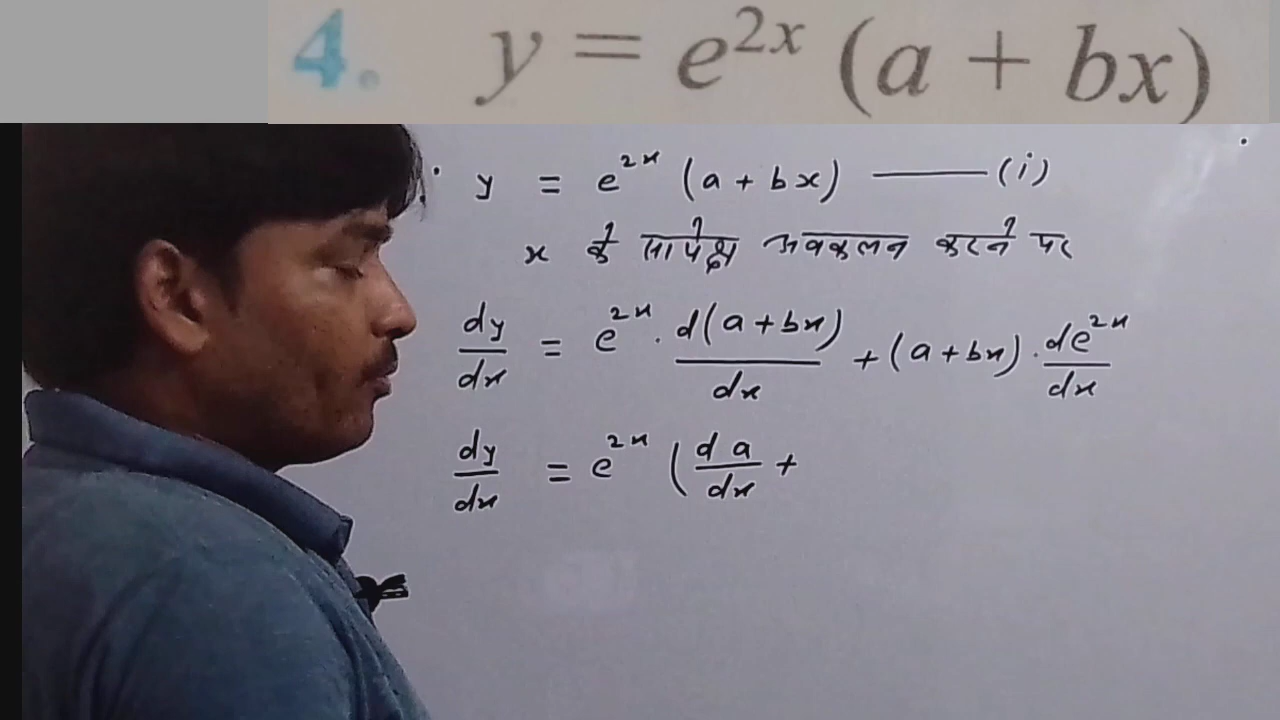 4. y = e^{2x} (a + bx)
y = e^{2x} (a + bx) —— (i)
x के सापेक्ष अवकलन करने पर
dy/dx = e^{2x} . d(a+bx)/dx + (a+bx) . de^{2x}/dx
dy/dx = e^{2x} (da/dx +